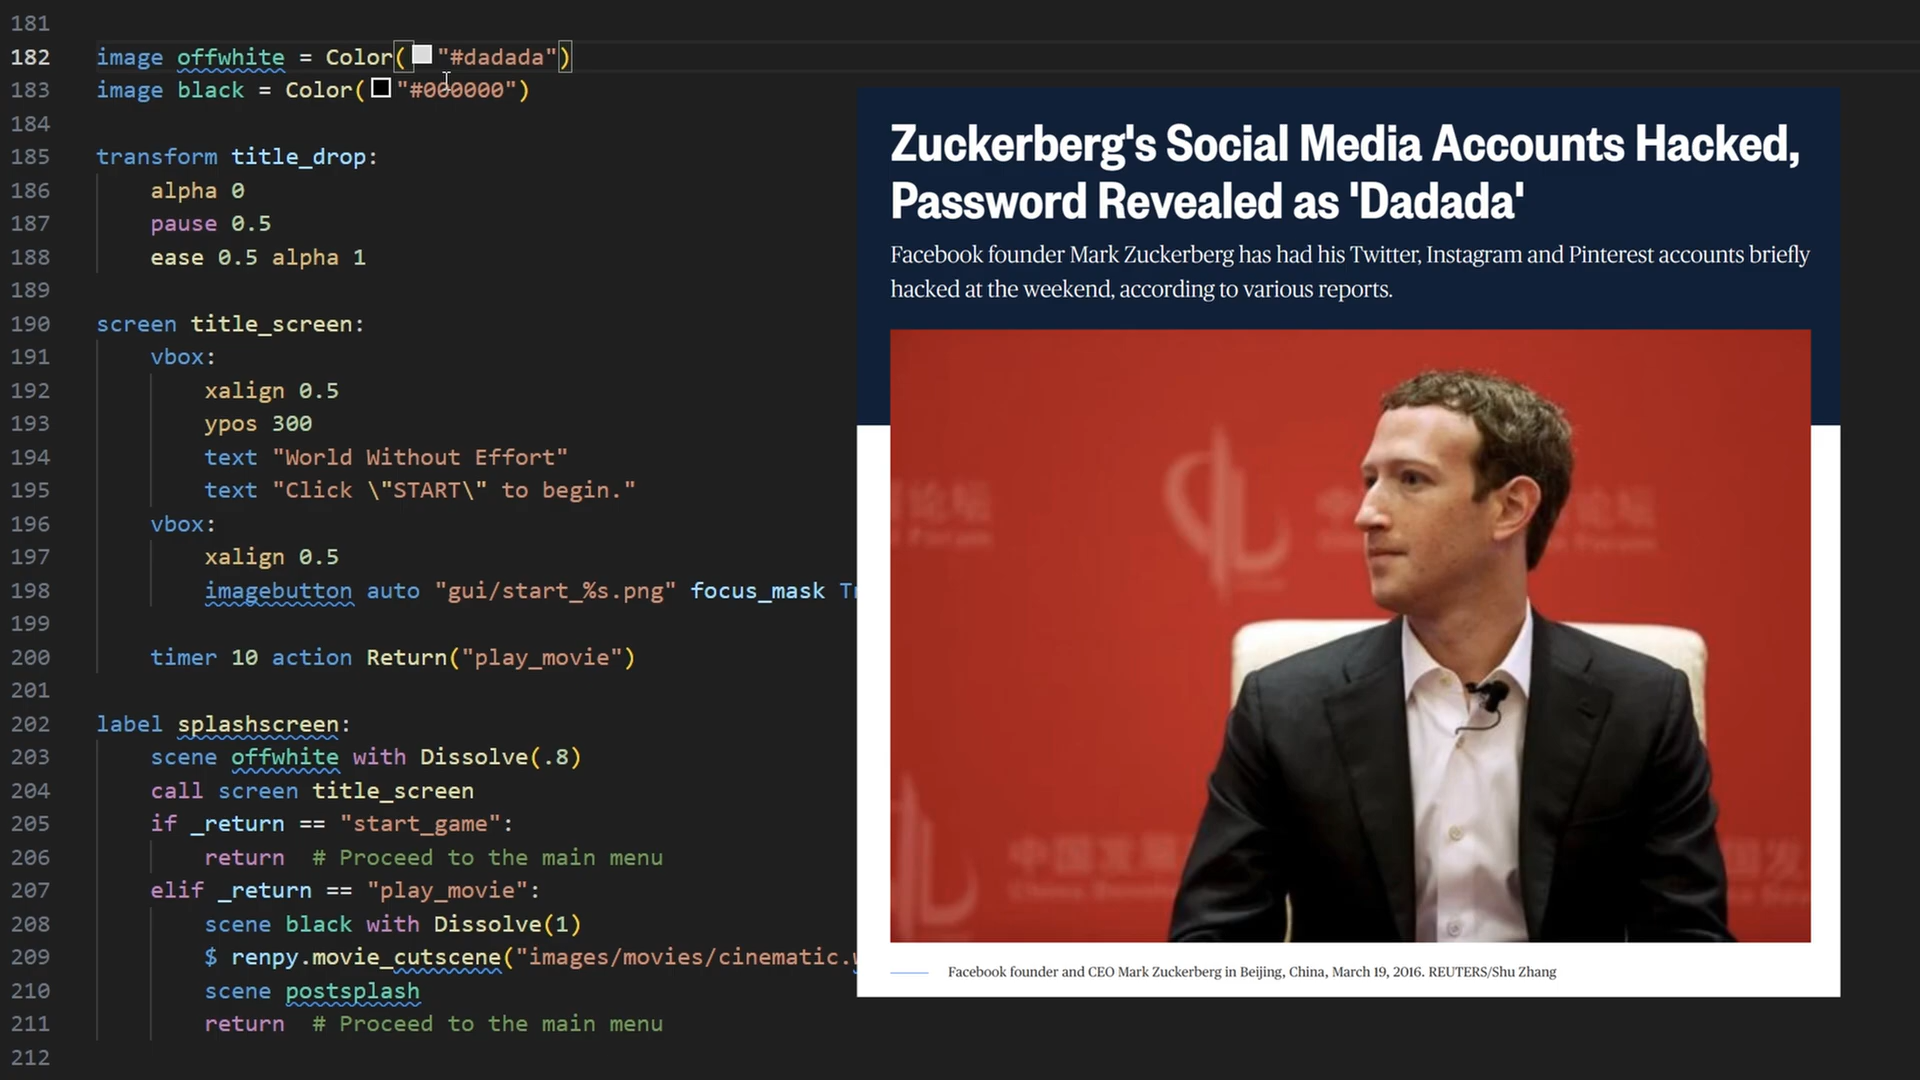 181
182 image offwhite = Color("#dadada")
183 image black = Color("#000000")
184
185 transform title_drop:
186 alpha 0
187 pause 0.5
188 ease 0.5 alpha 1
189
190 screen title_screen:
191 vbox:
192 xalign 0.5
193 ypos 300
194 text "World Without Effort"
195 text "Click \"START\" to begin."
196 vbox:
197 xalign 0.5
198 imagebutton auto "gui/start_%s.png" focus_mask
199
200 timer 10 action Return("play_movie")
201
202 label splashscreen:
203 scene offwhite with Dissolve(.8)
204 call screen title_screen
205 if _return == "start_game":
206 return # Proceed to the main menu
207 elif _return == "play_movie":
208 scene black with Dissolve(1)
209 $ renpy.movie_cutscene("images/movies/cinematic.
210 scene postsplash
211 return # Proceed to the main menu
212
Zuckerberg's Social Media Accounts Hacked,
Password Revealed as 'Dadada'
Facebook founder Mark Zuckerberg has had his Twitter, Instagram and Pinterest accounts briefly
hacked at the weekend, according to various reports.
Facebook founder and CEO Mark Zuckerberg in Beijing, China, March 19, 2016. REUTERS/Shu Zhang